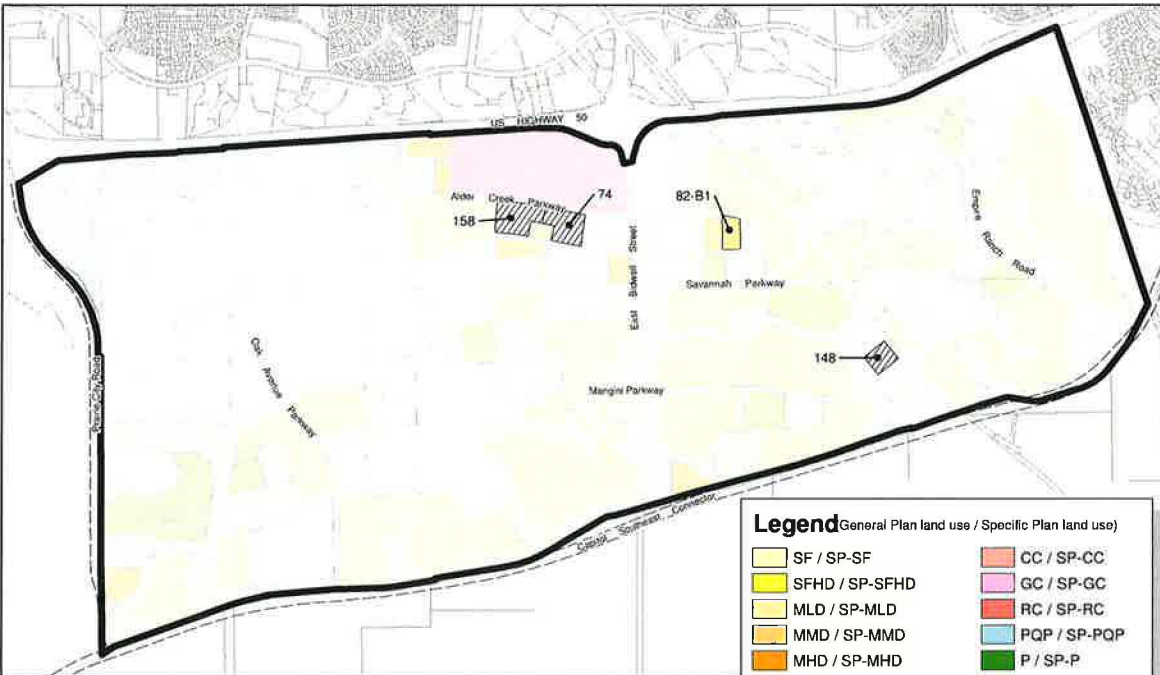 US HIGHWAY 50
Alder Creek Parkway
74
158
82-B1
East Bidwell Street
Empire Ranch Road
Savannah Parkway
148
Oak Avenue Parkway
Mangini Parkway
Prairie City Road
Capital Southeast Connector
Legend (General Plan land use / Specific Plan land use)
SF / SP-SF
CC / SP-CC
SFHD / SP-SFHD
GC / SP-GC
MLD / SP-MLD
RC / SP-RC
MMD / SP-MMD
PQP / SP-PQP
MHD / SP-MHD
P / SP-P